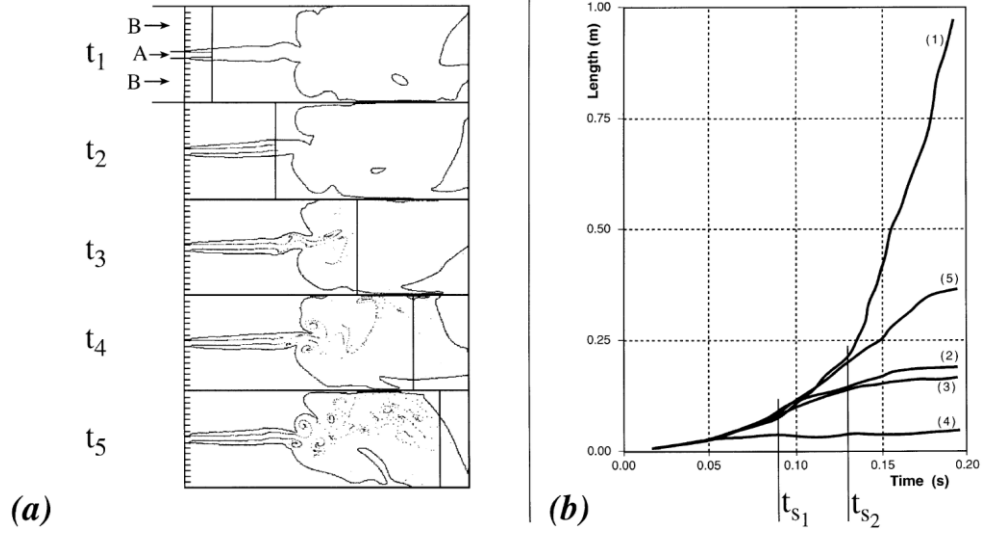 B
t1 A
B
t2
t3
t4
t5
(a)
1.00
(1)
Length (m)
0.75
0.50
(5)
0.25
(2)
(3)
(4)
0.00
0.00 0.05 0.10 0.15 0.20
Time (s)
(b) ts1 ts2